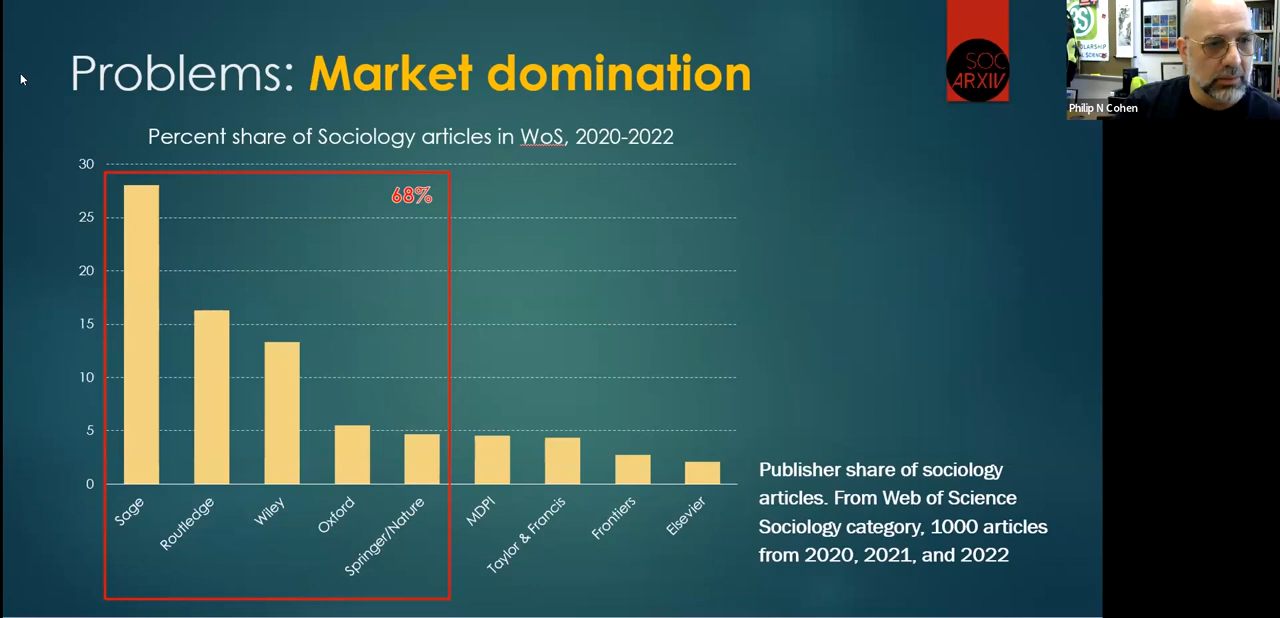 Problems: Market domination
SOC
ARXIV
Philip N Cohen
Percent share of Sociology articles in WoS, 2020-2022
30
25
20
15
10
5
0
68%
Sage
Routledge
Wiley
Oxford
Springer/Nature
MDPI
Taylor & Francis
Frontiers
Elsevier
Publisher share of sociology
articles. From Web of Science
Sociology category, 1000 articles
from 2020, 2021, and 2022